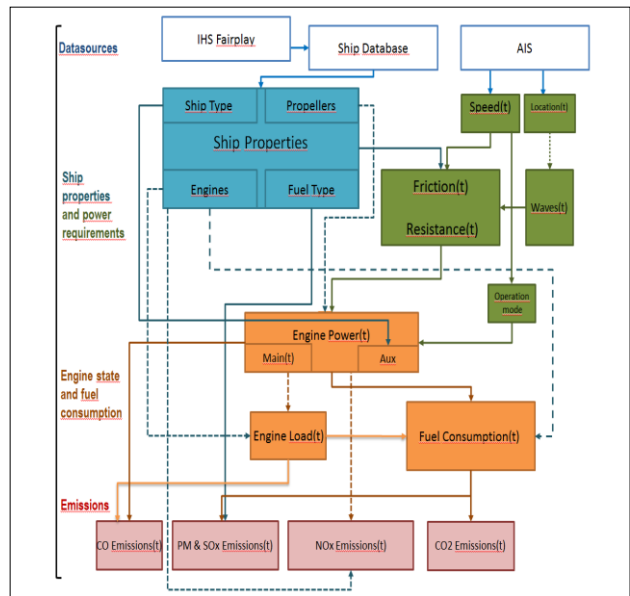 Datasources
IHS Fairplay
Ship Database
AIS
Ship Type
Propellers
Speed(t)
Location(t)
Ship Properties
Ship
properties
and power
requirements
Engines
Fuel Type
Friction(t)
Resistance(t)
Waves(t)
Operation
mode
Engine Power(t)
Main(t)
Aux
Engine state
and fuel
consumption
Engine Load(t)
Fuel Consumption(t)
Emissions
CO Emissions(t)
PM & SOx Emissions(t)
NOx Emissions(t)
CO2 Emissions(t)